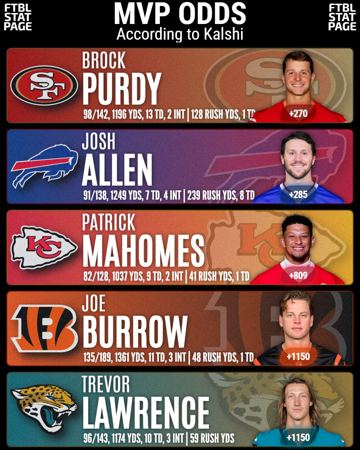 FTBL
STAT
PAGE
MVP ODDS
According to Kalshi
FTBL
STAT
PAGE
SF
BROCK
PURDY
98/142, 1196 YDS, 13 TD, 2 INT | 128 RUSH YDS, 1 TD
+270
JOSH
ALLEN
91/138, 1249 YDS, 7 TD, 4 INT | 239 RUSH YDS, 8 TD
+285
KC
PATRICK
MAHOMES
82/128, 1037 YDS, 9 TD, 2 INT | 41 RUSH YDS, 1 TD
+809
B
JOE
BURROW
135/189, 1361 YDS, 11 TD, 3 INT | 48 RUSH YDS, 1 TD
+1150
TREVOR
LAWRENCE
96/143, 1174 YDS, 10 TD, 3 INT | 59 RUSH YDS
+1150